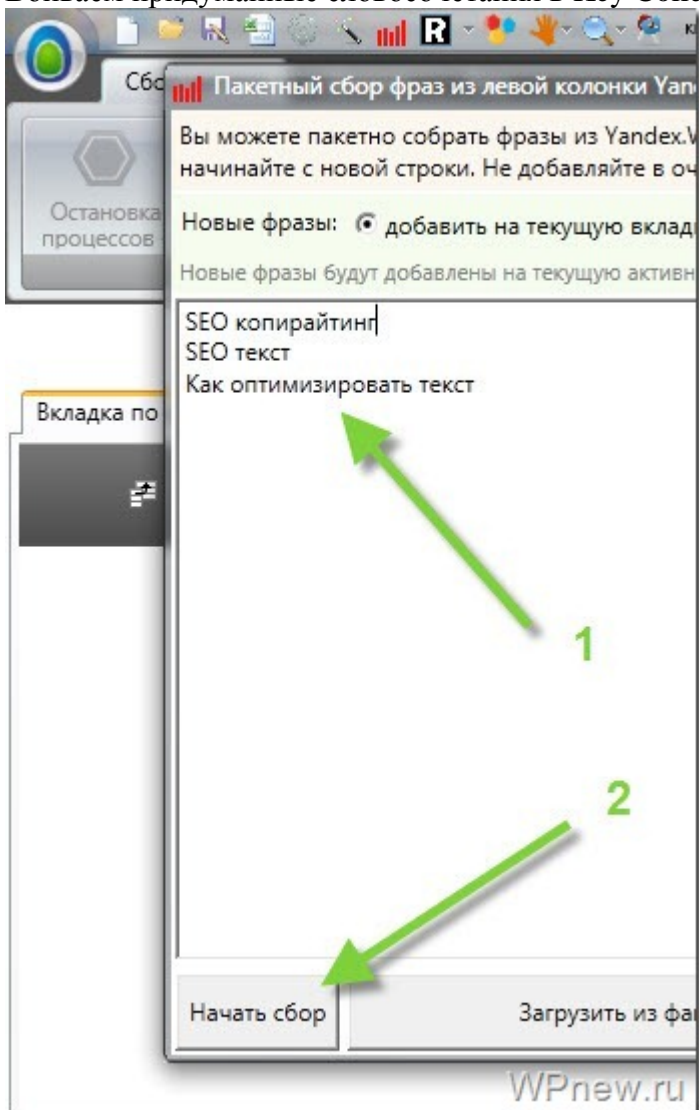 R
Сбо
Пакетный сбор фраз из левой колонки Yan
Вы можете пакетно собрать фразы из Yandex.V
начинайте с новой строки. Не добавляйте в оч
Остановка
процессов
Новые фразы: добавить на текущую вклад
Новые фразы будут добавлены на текущую активн
SEO копирайтинг
SEO текст
Как оптимизировать текст
Вкладка по
1
2
Начать сбор
Загрузить из фа
WPnew.ru